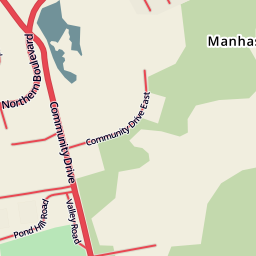 Manhas
Northern Boulevard
Community Drive
Community Drive East
Valley Road
Pond Hill Road